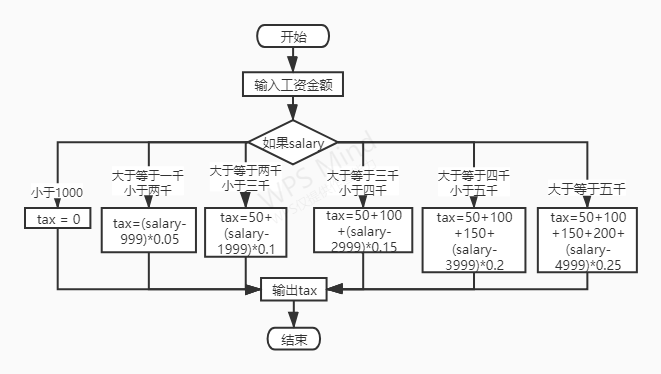 开始
输入工资金额
如果salary
小于1000
大于等于一千
小于两千
大于等于两千
小于三千
大于等于三千
小于四千
大于等于四千
小于五千
大于等于五千
tax = 0
tax=(salary-
999)*0.05
tax=50+
(salary-
1999)*0.1
tax=50+100
+(salary-
2999)*0.15
tax=50+100
+150+
(salary-
3999)*0.2
tax=50+100
+150+200+
(salary-
4999)*0.25
输出tax
结束
WPS Mind